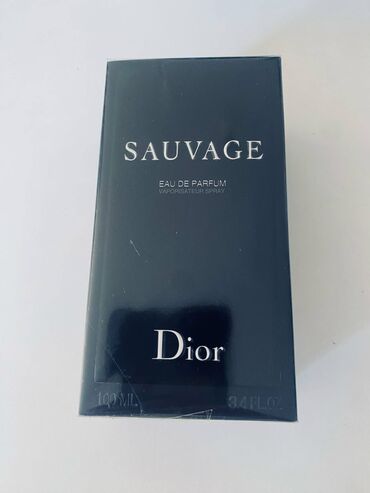 SAUVAGE
EAU DE PARFUM
VAPORISATEUR SPRAY
Dior
100 ML 3.4 FL.OZ